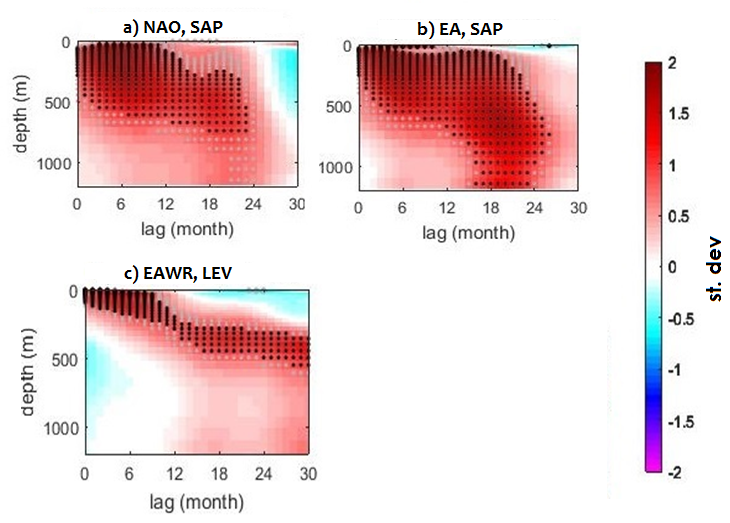 a) NAO, SAP
b) EA, SAP
depth (m)
0
500
1000
0 6 12 18 24 30
lag (month)
0
500
1000
0 6 12 18 24 30
lag (month)
c) EAWR, LEV
depth (m)
0
500
1000
0 6 12 18 24 30
lag (month)
2
1.5
1
0.5
0
-0.5
-1
-1.5
-2
st. dev